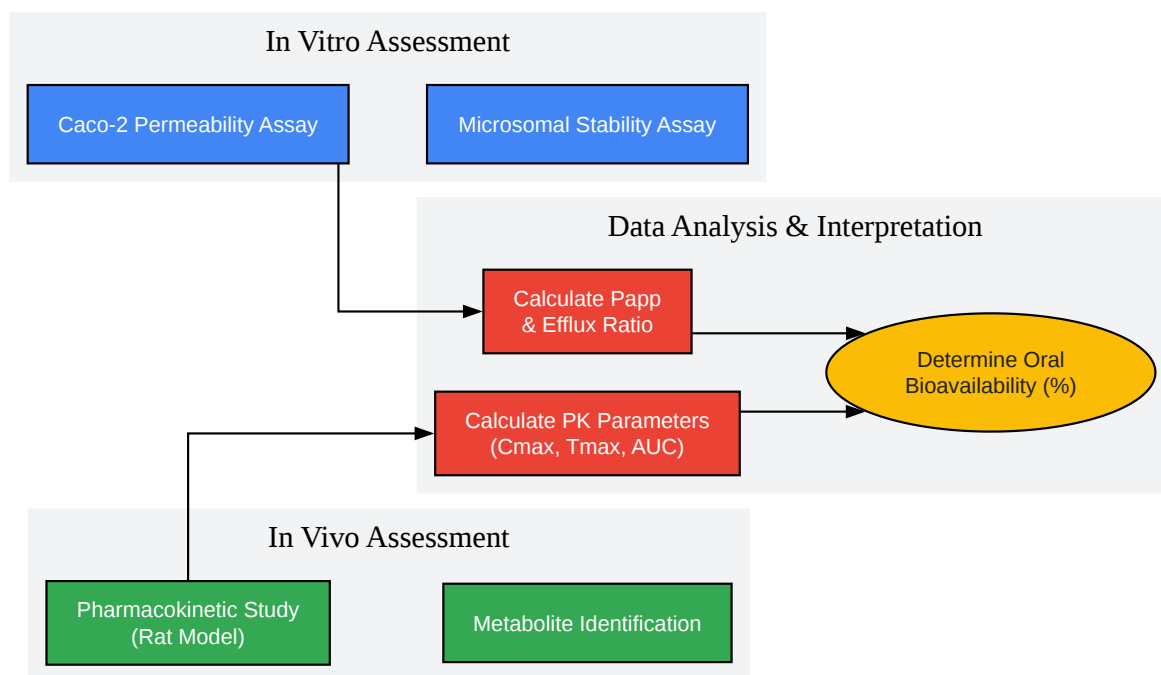 In Vitro Assessment
Caco-2 Permeability Assay
Microsomal Stability Assay
Data Analysis & Interpretation
Calculate Papp
& Efflux Ratio
Determine Oral
Bioavailability (%)
Calculate PK Parameters
(Cmax, Tmax, AUC)
In Vivo Assessment
Pharmacokinetic Study
(Rat Model)
Metabolite Identification